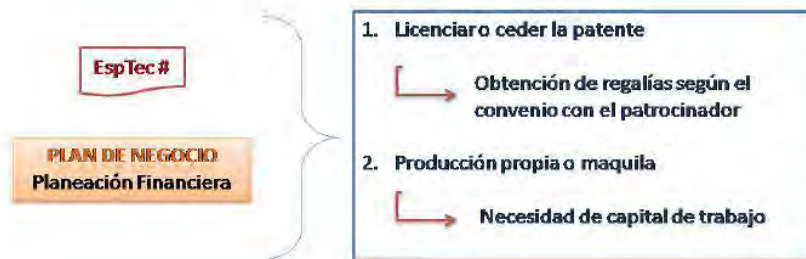 EspTec #
PLAN DE NEGOCIO
Planeación Financiera
1. Licenciar o ceder la patente
Obtención de regalías según el
convenio con el patrocinador
2. Producción propia o maquila
Necesidad de capital de trabajo